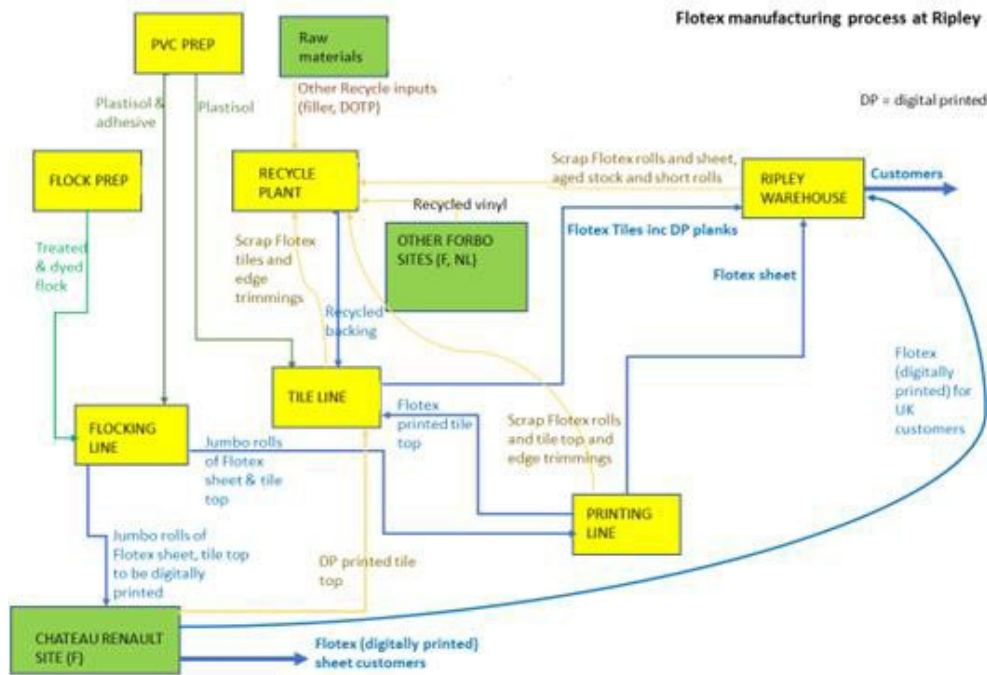 Flotex manufacturing process at Ripley
PVC PREP
Raw
materials
Plastisol &
adhesive
Plastisol
Other Recycle inputs
(filler, DOTP)
DP = digital printed
FLOCK PREP
RECYCLE
PLANT
Scrap Flotex rolls and sheet,
aged stock and short rolls
RIPLEY
WAREHOUSE
Customers
Recycled vinyl
Treated
& dyed
flock
Scrap Flotex
tiles and
edge
trimmings
OTHER FORBO
SITES (F, NL)
Flotex Tiles inc DP planks
Flotex sheet
Recycled
backing
TILE LINE
Flotex
(digitally
printed) for
UK
customers
FLOCKING
LINE
Jumbo rolls
of Flotex
sheet & tile
top
Flotex
printed tile
top
Scrap Flotex rolls
and tile top and
edge trimmings
PRINTING
LINE
Jumbo rolls of
Flotex sheet, tile top
to be digitally
printed
DP printed tile
top
CHATEAU RENAULT
SITE (F)
Flotex (digitally printed)
sheet customers